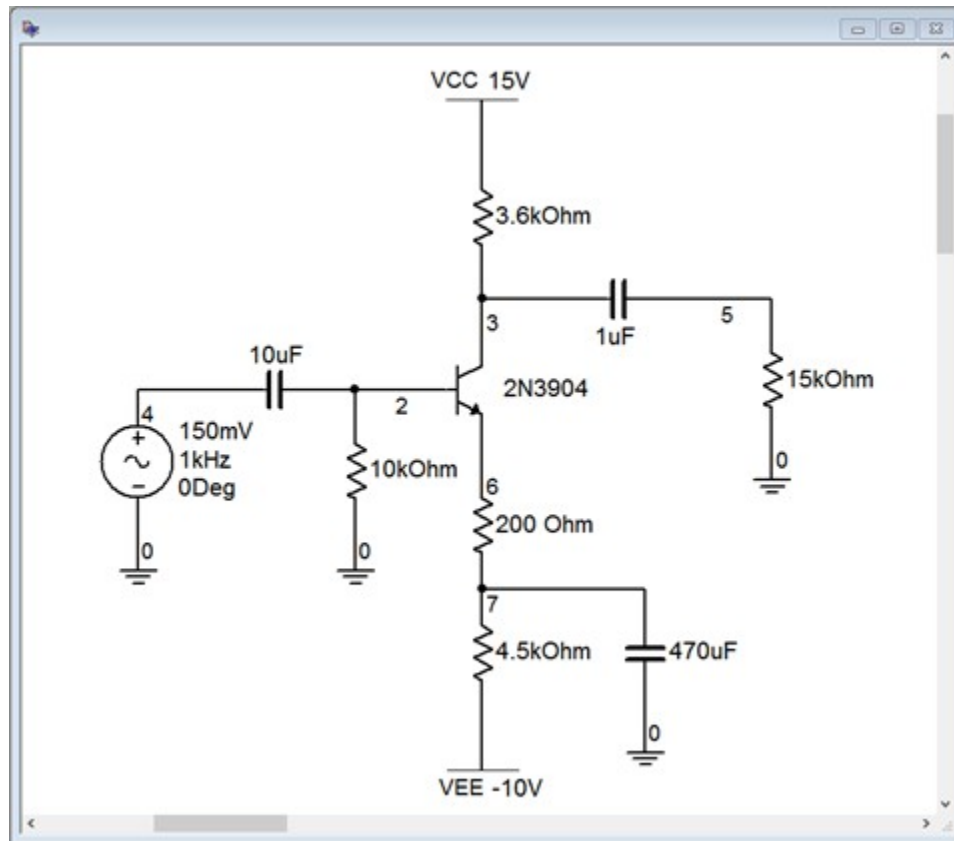 VCC 15V
3.6kOhm
3
1uF
5
10uF
15kOhm
2N3904
2
4
150mV
1kHz
0Deg
10kOhm
0
6
200 Ohm
0
0
7
4.5kOhm
470uF
0
VEE -10V